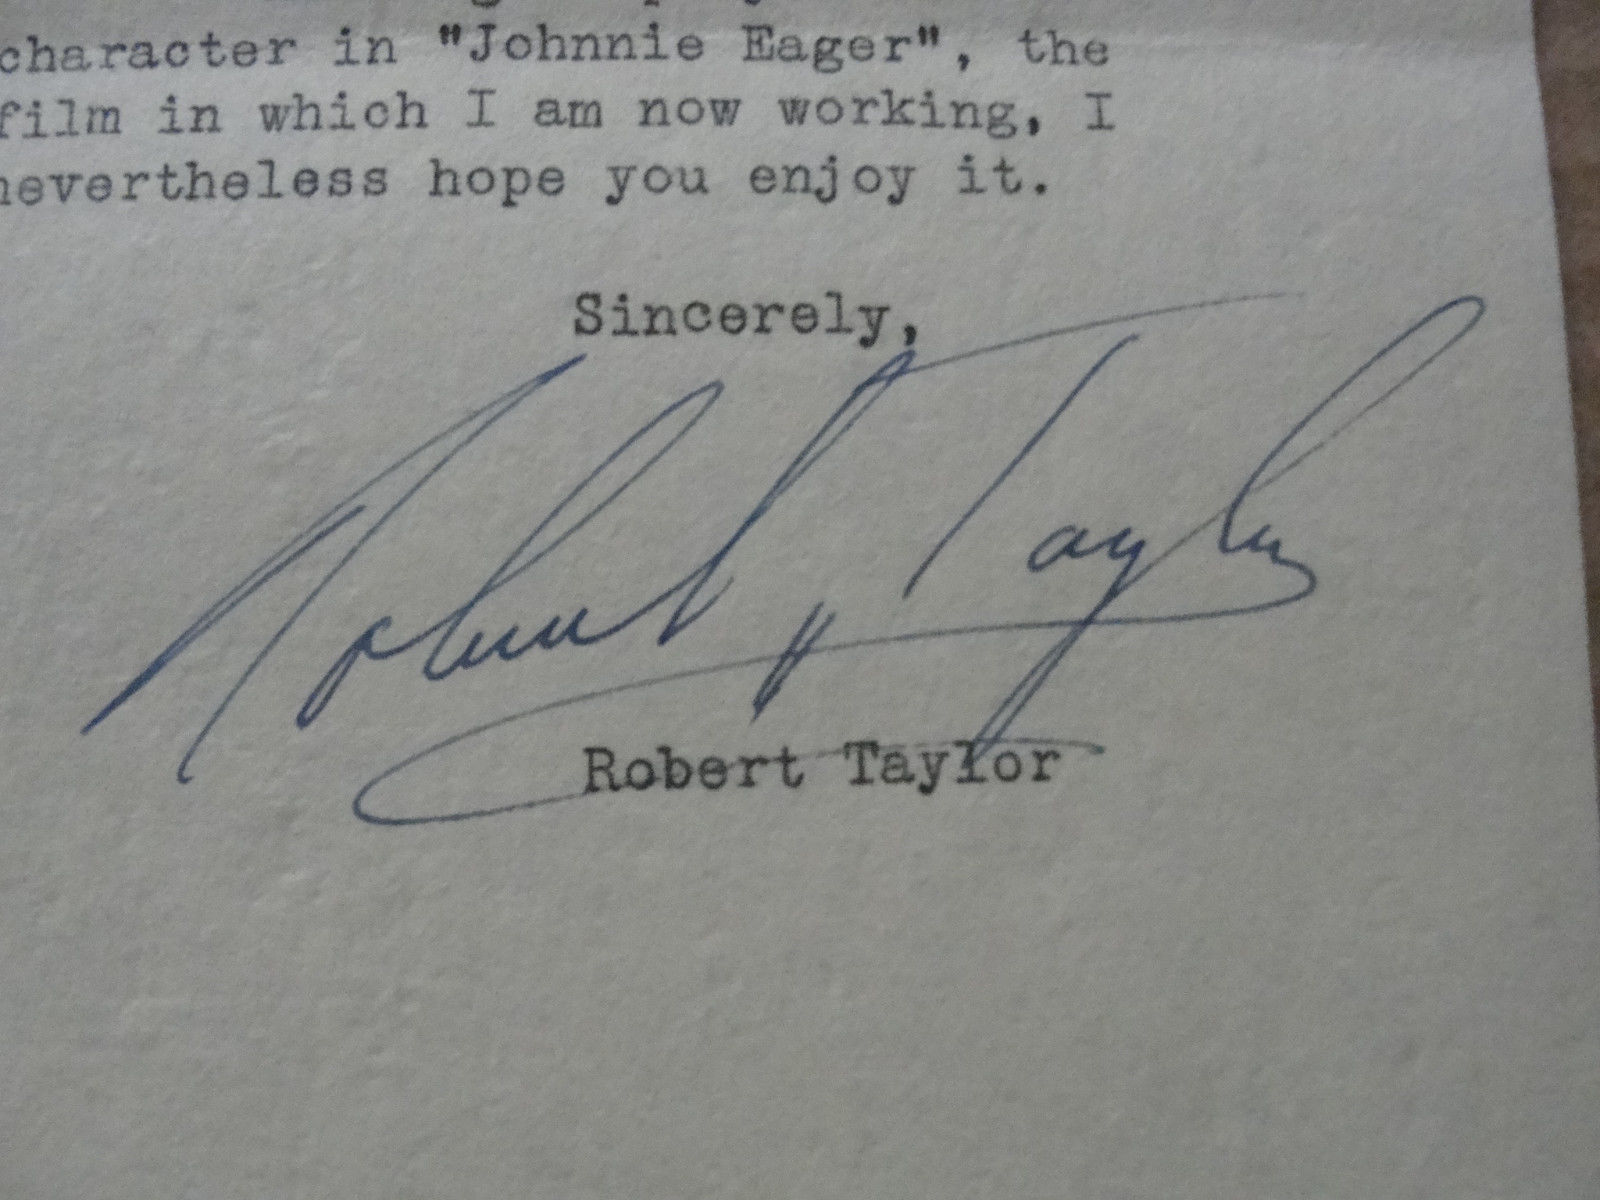 character in "Johnnie Eager", the
film in which I am now working, I
nevertheless hope you enjoy it.
Sincerely,
Robert Taylor
Robert Taylor